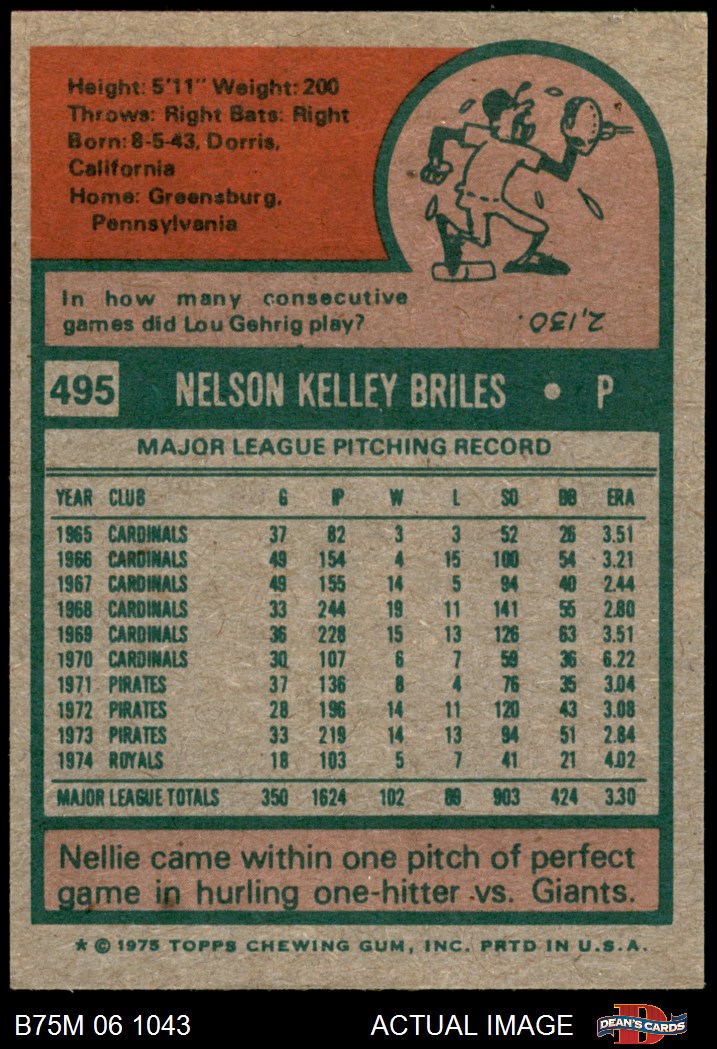 Height: 5'11" Weight: 200
Throws: Right Bats: Right
Born: 8-5-43, Dorris,
California
Home: Greensburg,
Pennsylvania
In how many consecutive
games did Lou Gehrig play?
2,130.
495 NELSON KELLEY BRILES • P
MAJOR LEAGUE PITCHING RECORD
YEAR CLUB G IP W L SO BB ERA
1965 CARDINALS 37 82 3 3 52 26 3.51
1966 CARDINALS 49 154 4 15 100 54 3.21
1967 CARDINALS 49 155 14 5 94 40 2.44
1968 CARDINALS 33 244 19 11 141 55 2.80
1969 CARDINALS 36 228 15 13 126 63 3.51
1970 CARDINALS 30 107 6 7 59 36 6.22
1971 PIRATES 37 136 8 4 76 35 3.04
1972 PIRATES 28 196 14 11 120 43 3.08
1973 PIRATES 33 219 14 13 94 51 2.84
1974 ROYALS 18 103 5 7 41 21 4.02
MAJOR LEAGUE TOTALS 350 1624 102 89 903 424 3.30
Nellie came within one pitch of perfect
game in hurling one-hitter vs. Giants.
* © 1975 TOPPS CHEWING GUM, INC. PRTD IN U.S.A.
B75M 06 1043 ACTUAL IMAGE D DEAN'S CARDS